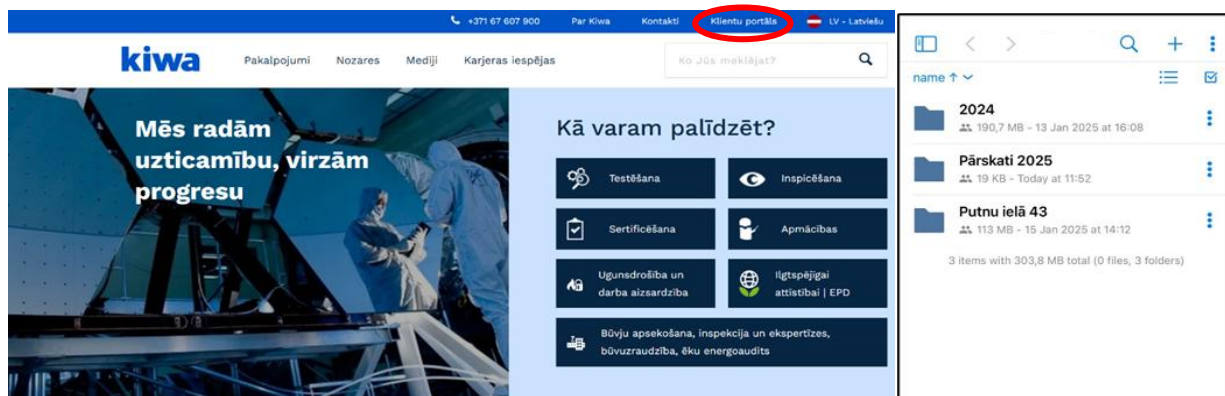 +371 67 607 900 Par Kiwa Kontakti Klientu portāls LV - Latviešu
kiwa Pakalpojumi Nozares Mediji Karjeras iespējas Ko Jūs meklējat?
Mēs radām
uzticamību, virzām
progresu
Kā varam palīdzēt?
Testēšana
Inspicēšana
Sertificēšana
Apmācības
Ugunsdrošība un
darba aizsardzība
Ilgtspējīgai
attīstībai | EPD
Būvju apsekošana, inspekcija un ekspertīzes,
būvuzraudzība, ēku energoaudits
name ↑
2024
190,7 MB - 13 Jan 2025 at 16:08
Pārskati 2025
19 KB - Today at 11:52
Putnu ielā 43
113 MB - 15 Jan 2025 at 14:12
3 items with 303,8 MB total (0 files, 3 folders)